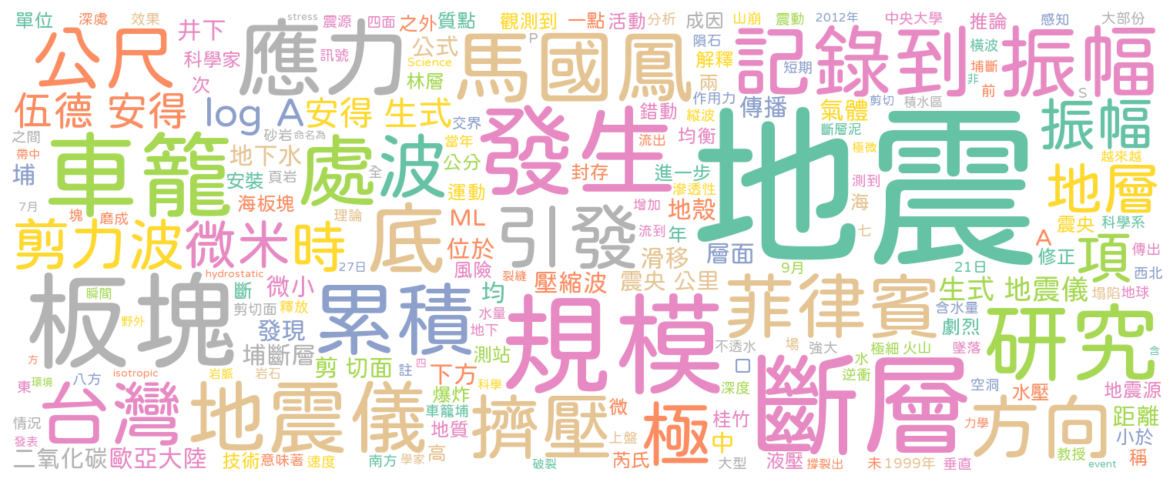 單位 深處 效果 stress 震源 四面 之外 質點 觀測到 一點 活動 分析 成因 山崩 震動 2012年 中央大學 推論 感知 大部份
公尺 井下 應力 訊號 公式 馬國鳳 P 解釋 隕石 短期 記錄到 橫波 埔斷 振幅
科學家 Science 林層 兩 非 前
伍德 安得 次 log A 安得 生式 交界 錯動 作用力 傳播 氣體 剪切 積水區 S 振幅
之間 砂岩 命名為 當年 發生 流出 縱波 均衡 斷層泥 地震 越來越
帶中 車籠 地下水 處 波 公分 封存 進一步 極微 地層
埔 安裝 頁岩 全 運動 滲透性 測到
7月 塊 磨成 海板塊 理論 底 ML 引發 增加 地殼 海 震央 科學系
剪力波 微米 時 位於 流到 年 層面 七 A 修正 項 傳出
hydrostatic 27日 風險 裂縫 滑移 9月 21日 西北
瞬間 板塊 斷 微小 剪切面 釋放 累積 均 壓縮波 震央 公里 菲律賓 生式 地震儀 塌陷 地球
野外 發現 水量 地下 規模 含水量 劇烈 研究 墜落
方 埔斷層 剪 切面 測站 不透水 場 強大 水 極細 火山 含
東 環境 八方 isotropic 岩脈 岩石 註 四 下方 科學 口 深度 逆衝 斷層 空洞 水壓 地震源
台灣 地震儀 爆炸 車籠埔 擠壓 微 極 桂竹 方向 距離
情況 地質 上盤 中 力學 小於
發表 二氧化碳 歐亞大陸 技術 意味著 速度 南方 學家 高 破裂 芮氏 大型 液壓 撐裂出 未 1999年 垂直 教授 event 稱